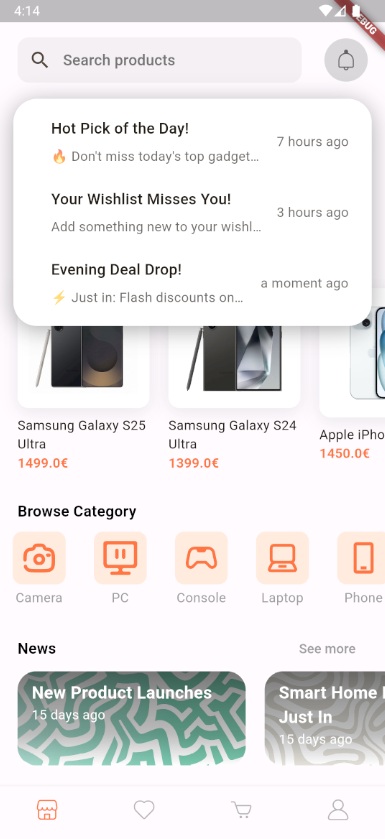 4:14
DEBUG
Search products
Hot Pick of the Day!
7 hours ago
🔥 Don't miss today's top gadget…
Your Wishlist Misses You!
3 hours ago
Add something new to your wishl…
Evening Deal Drop!
a moment ago
⚡ Just in: Flash discounts on…
Samsung Galaxy S25
Ultra
1499.0€
Samsung Galaxy S24
Ultra
1399.0€
Apple iPho
1450.0€
Browse Category
Camera
PC
Console
Laptop
Phone
News
See more
New Product Launches
15 days ago
Smart Home
Just In
15 days ago